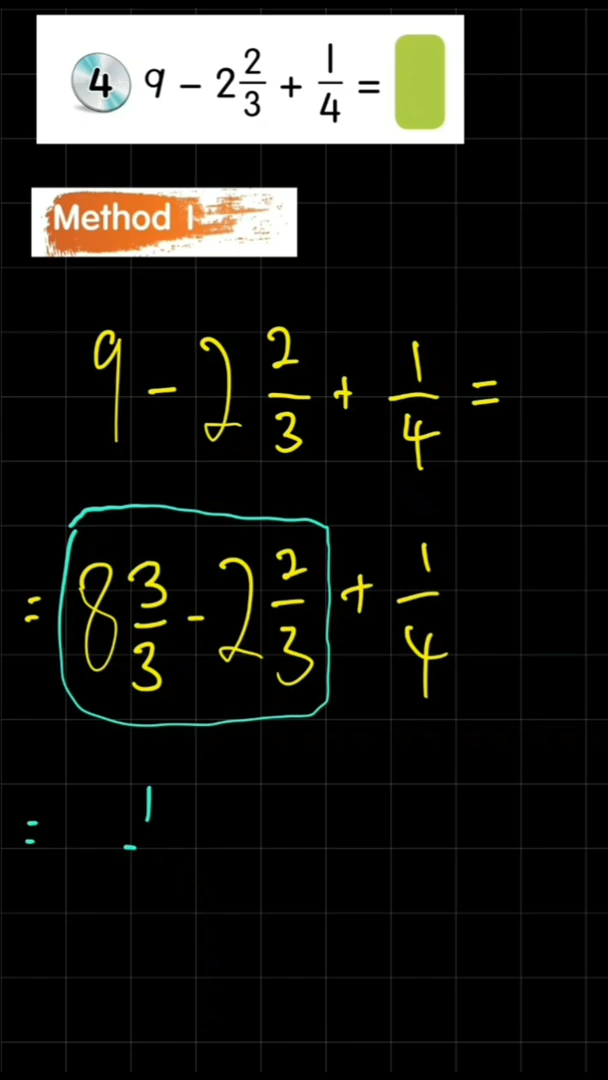 4 9 − 2 2/3 + 1/4 =
Method 1
9 − 2 2/3 + 1/4 =
= 8 3/3 − 2 2/3 + 1/4
= 1